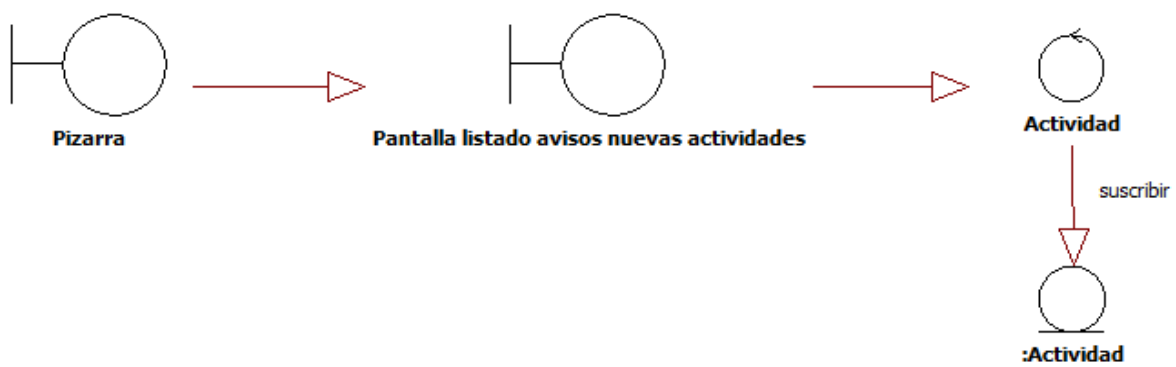 Pizarra
Pantalla listado avisos nuevas actividades
Actividad
suscribir
:Actividad